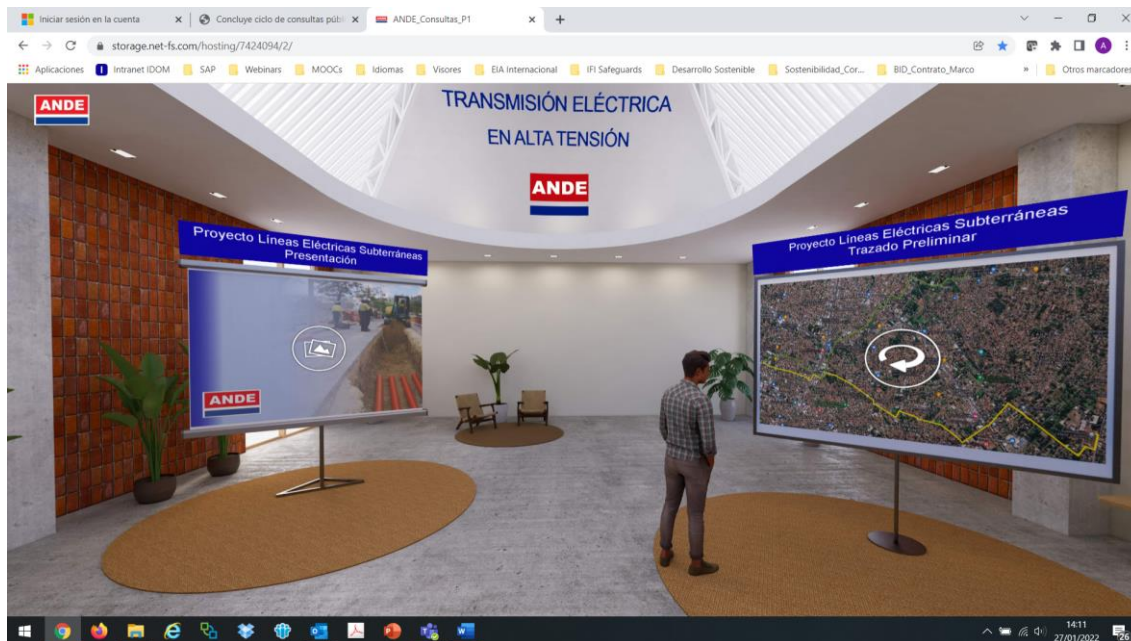 Iniciar sesión en la cuenta
Concluye ciclo de consultas públ
ANDE_Consultas_P1
storage.net-fs.com/hosting/7424094/2/
Aplicaciones
Intranet IDOM
SAP
Webinars
MOOCs
Idiomas
Visores
EIA Internacional
IFI Safeguards
Desarrollo Sostenible
Sostenibilidad_Cor...
BID_Contrato_Marco
»
Otros marcadores
ANDE
TRANSMISIÓN ELÉCTRICA
EN ALTA TENSIÓN
ANDE
Proyecto Líneas Eléctricas Subterráneas
Presentación
ANDE
Proyecto Líneas Eléctricas Subterráneas
Trazado Preliminar
14:11
27/01/2022
26